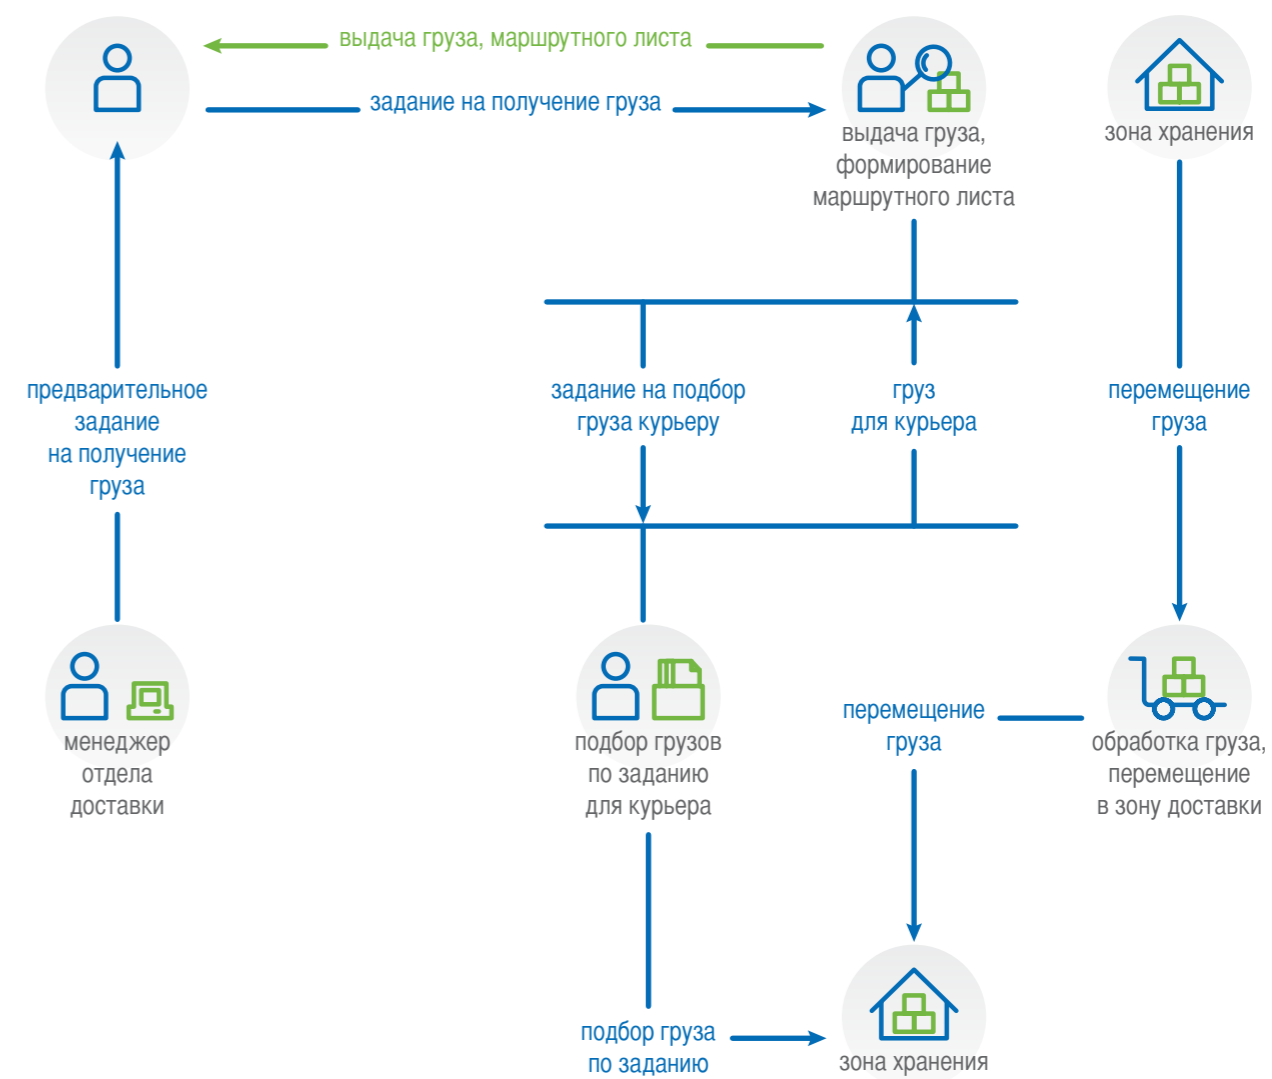 выдача груза, маршрутного листа
задание на получение груза
выдача груза,
формирование
маршрутного листа
зона хранения
предварительное
задание
на получение
груза
задание на подбор
груза курьеру
груз
для курьера
перемещение
груза
менеджер
отдела
доставки
подбор грузов
по заданию
для курьера
перемещение
груза
обработка груза,
перемещение
в зону доставки
подбор груза
по заданию
зона хранения